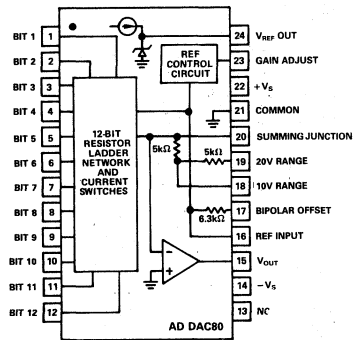 BIT 1 1
BIT 2 2
BIT 3 3
BIT 4 4
BIT 5 5
BIT 6 6
BIT 7 7
BIT 8 8
BIT 9 9
BIT 10 10
BIT 11 11
BIT 12 12
12-BIT
RESISTOR
LADDER
NETWORK
AND
CURRENT
SWITCHES
REF
CONTROL
CIRCUIT
5kΩ
5kΩ
6.3kΩ
−
+
AD DAC80
24 VREF OUT
23 GAIN ADJUST
22 +VS
21 COMMON
20 SUMMING JUNCTION
19 20V RANGE
18 10V RANGE
17 BIPOLAR OFFSET
16 REF INPUT
15 VOUT
14 −VS
13 NC